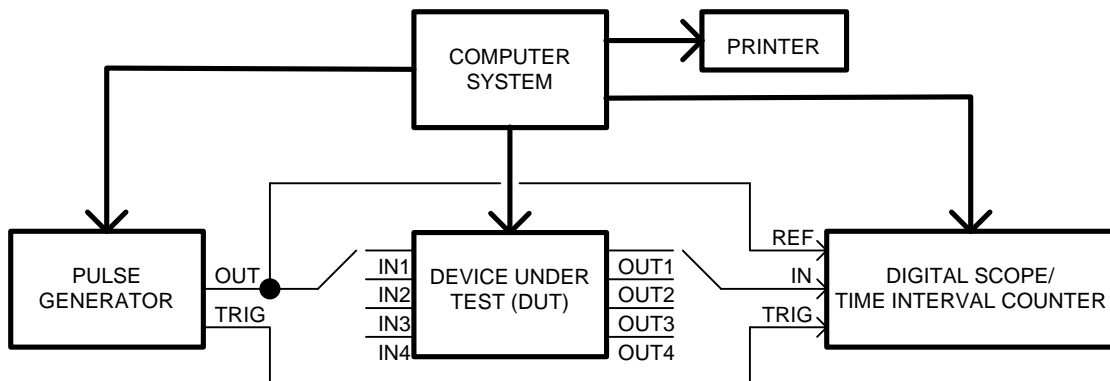 COMPUTER
SYSTEM
PRINTER
PULSE
GENERATOR
OUT
TRIG
IN1
IN2
IN3
IN4
DEVICE UNDER
TEST (DUT)
OUT1
OUT2
OUT3
OUT4
REF
IN
TRIG
DIGITAL SCOPE/
TIME INTERVAL COUNTER